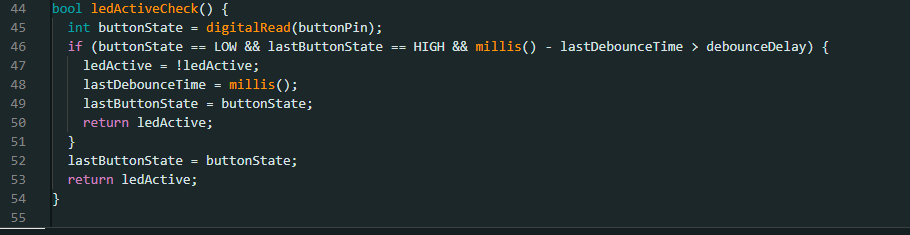 44 bool ledActiveCheck() {
45   int buttonState = digitalRead(buttonPin);
46   if (buttonState == LOW && lastButtonState == HIGH && millis() - lastDebounceTime > debounceDelay) {
47     ledActive = !ledActive;
48     lastDebounceTime = millis();
49     lastButtonState = buttonState;
50     return ledActive;
51   }
52   lastButtonState = buttonState;
53   return ledActive;
54 }
55